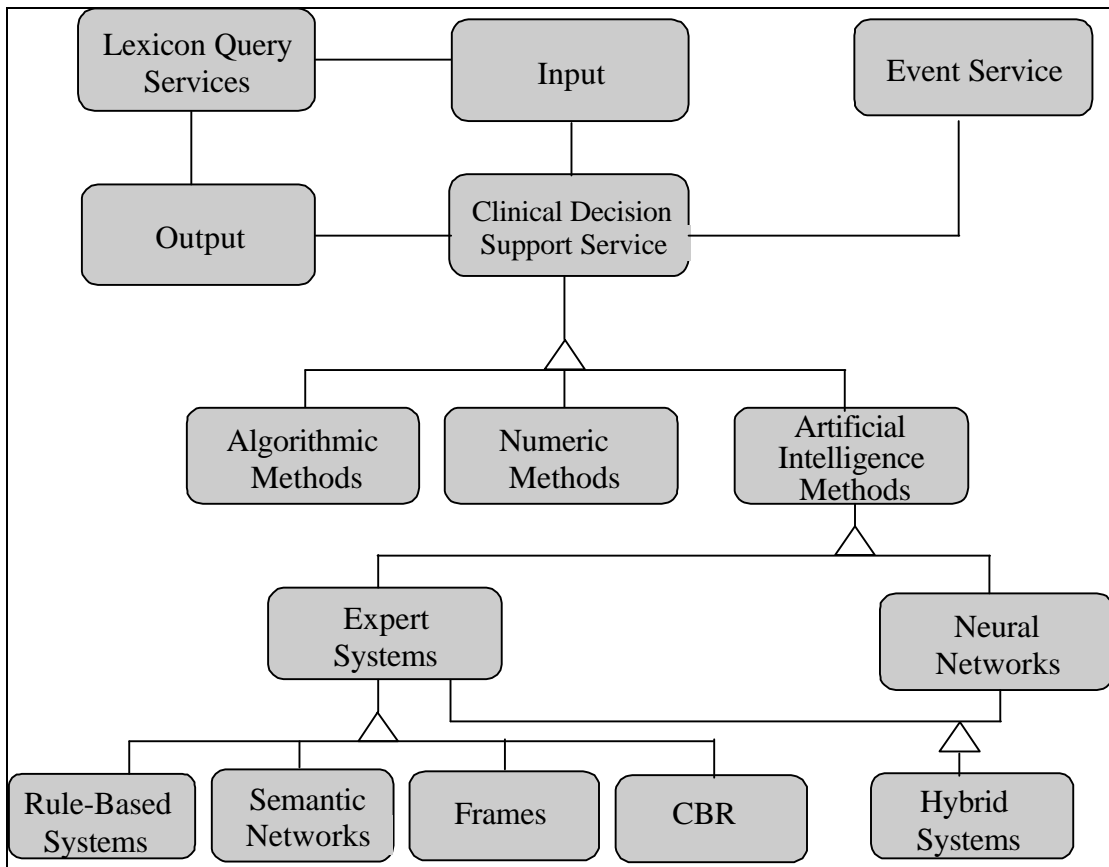 Lexicon Query
Services
Input
Event Service
Output
Clinical Decision
Support Service
Algorithmic
Methods
Numeric
Methods
Artificial
Intelligence
Methods
Expert
Systems
Neural
Networks
Rule-Based
Systems
Semantic
Networks
Frames
CBR
Hybrid
Systems